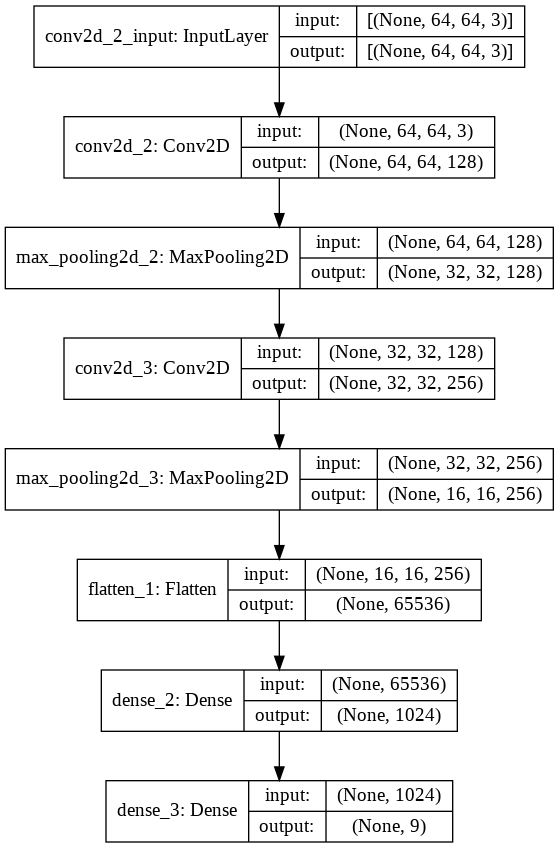 conv2d_2_input: InputLayer
input: [(None, 64, 64, 3)]
output: [(None, 64, 64, 3)]
conv2d_2: Conv2D
input: (None, 64, 64, 3)
output: (None, 64, 64, 128)
max_pooling2d_2: MaxPooling2D
input: (None, 64, 64, 128)
output: (None, 32, 32, 128)
conv2d_3: Conv2D
input: (None, 32, 32, 128)
output: (None, 32, 32, 256)
max_pooling2d_3: MaxPooling2D
input: (None, 32, 32, 256)
output: (None, 16, 16, 256)
flatten_1: Flatten
input: (None, 16, 16, 256)
output: (None, 65536)
dense_2: Dense
input: (None, 65536)
output: (None, 1024)
dense_3: Dense
input: (None, 1024)
output: (None, 9)